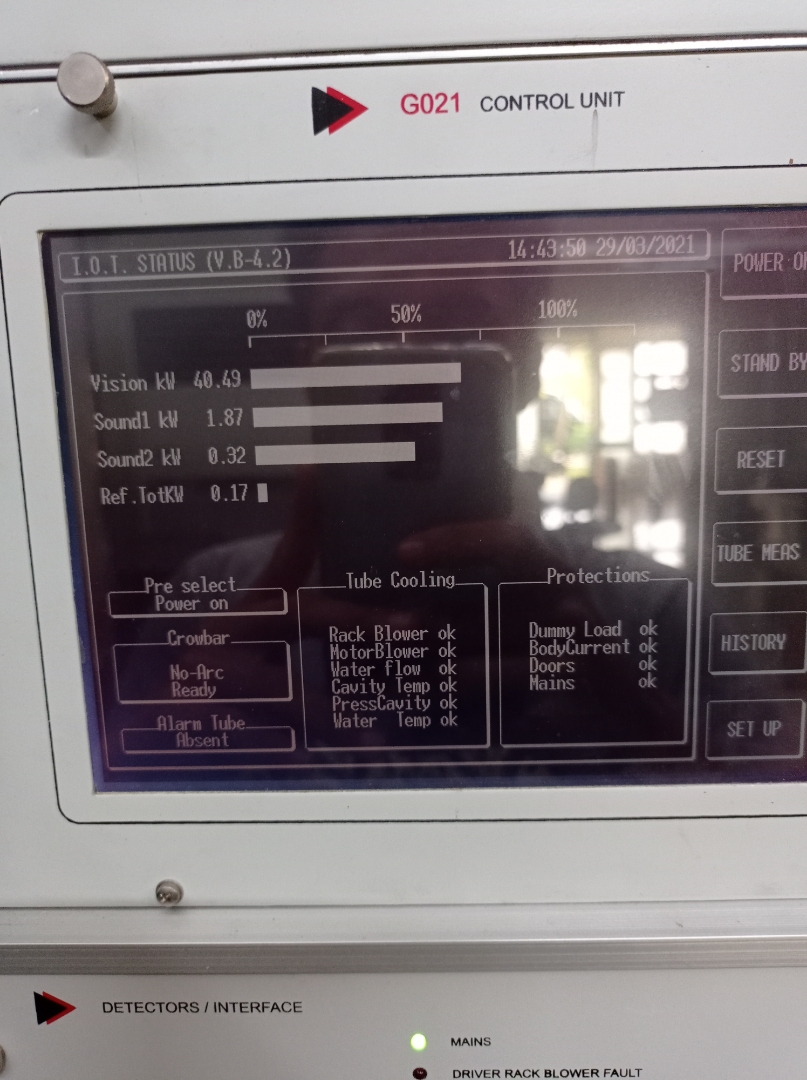 G021 CONTROL UNIT
I.O.T. STATUS (V.B-4.2) 14:43:50 29/03/2021
0% 50% 100%
Vision kW 40.49
Sound1 kW 1.87
Sound2 kW 0.32
Ref.TotKW 0.17
Pre select
Power on
Crowbar
No-Arc
Ready
Alarm Tube
Absent
Tube Cooling
Rack Blower ok
MotorBlower ok
Water flow ok
Cavity Temp ok
PressCavity ok
Water Temp ok
Protections
Dummy Load ok
BodyCurrent ok
Doors ok
Mains ok
POWER
STAND BY
RESET
TUBE MEAS
HISTORY
SET UP
DETECTORS / INTERFACE
MAINS
DRIVER RACK BLOWER FAULT